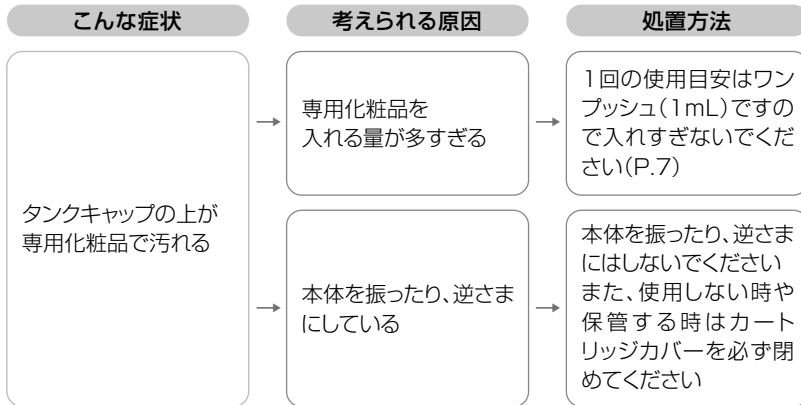 こんな症状
考えられる原因
処置方法
タンクキャップの上が
専用化粧品で汚れる
専用化粧品を
入れる量が多すぎる
1回の使用目安はワン
プッシュ(1mL)ですの
で入れすぎないでくだ
さい(P.7)
本体を振ったり、逆さま
にしている
本体を振ったり、逆さま
にはしないでください
また、使用しない時や
保管する時はカート
リッジカバーを必ず閉
めてください